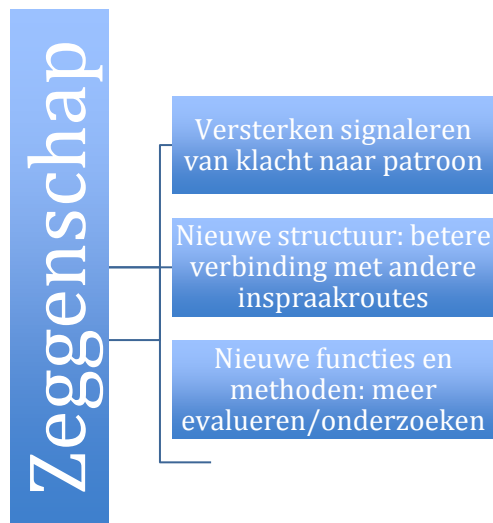 Zeggenschap
Versterken signaleren
van klacht naar patroon
Nieuwe structuur: betere
verbinding met andere
inspraakroutes
Nieuwe functies en
methoden: meer
evalueren/onderzoeken